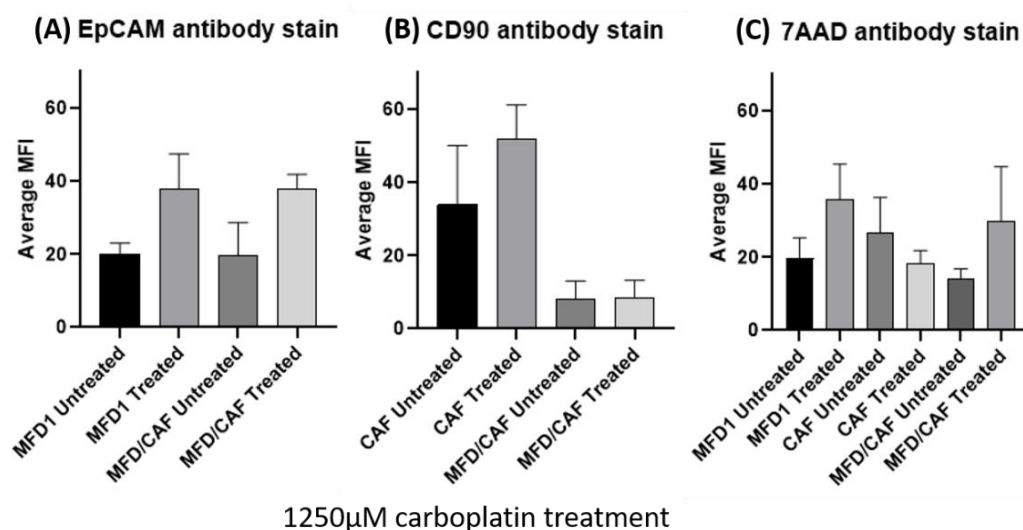 (A) EpCAM antibody stain
Average MFI
60
40
20
0
MFD1 Untreated
MFD1 Treated
MFD/CAF Untreated
MFD/CAF Treated
(B) CD90 antibody stain
Average MFI
60
40
20
0
CAF Untreated
CAF Treated
MFD/CAF Untreated
MFD/CAF Treated
(C) 7AAD antibody stain
Average MFI
60
40
20
0
MFD1 Untreated
MFD1 Treated
CAF Untreated
CAF Treated
MFD/CAF Untreated
MFD/CAF Treated
1250μM carboplatin treatment